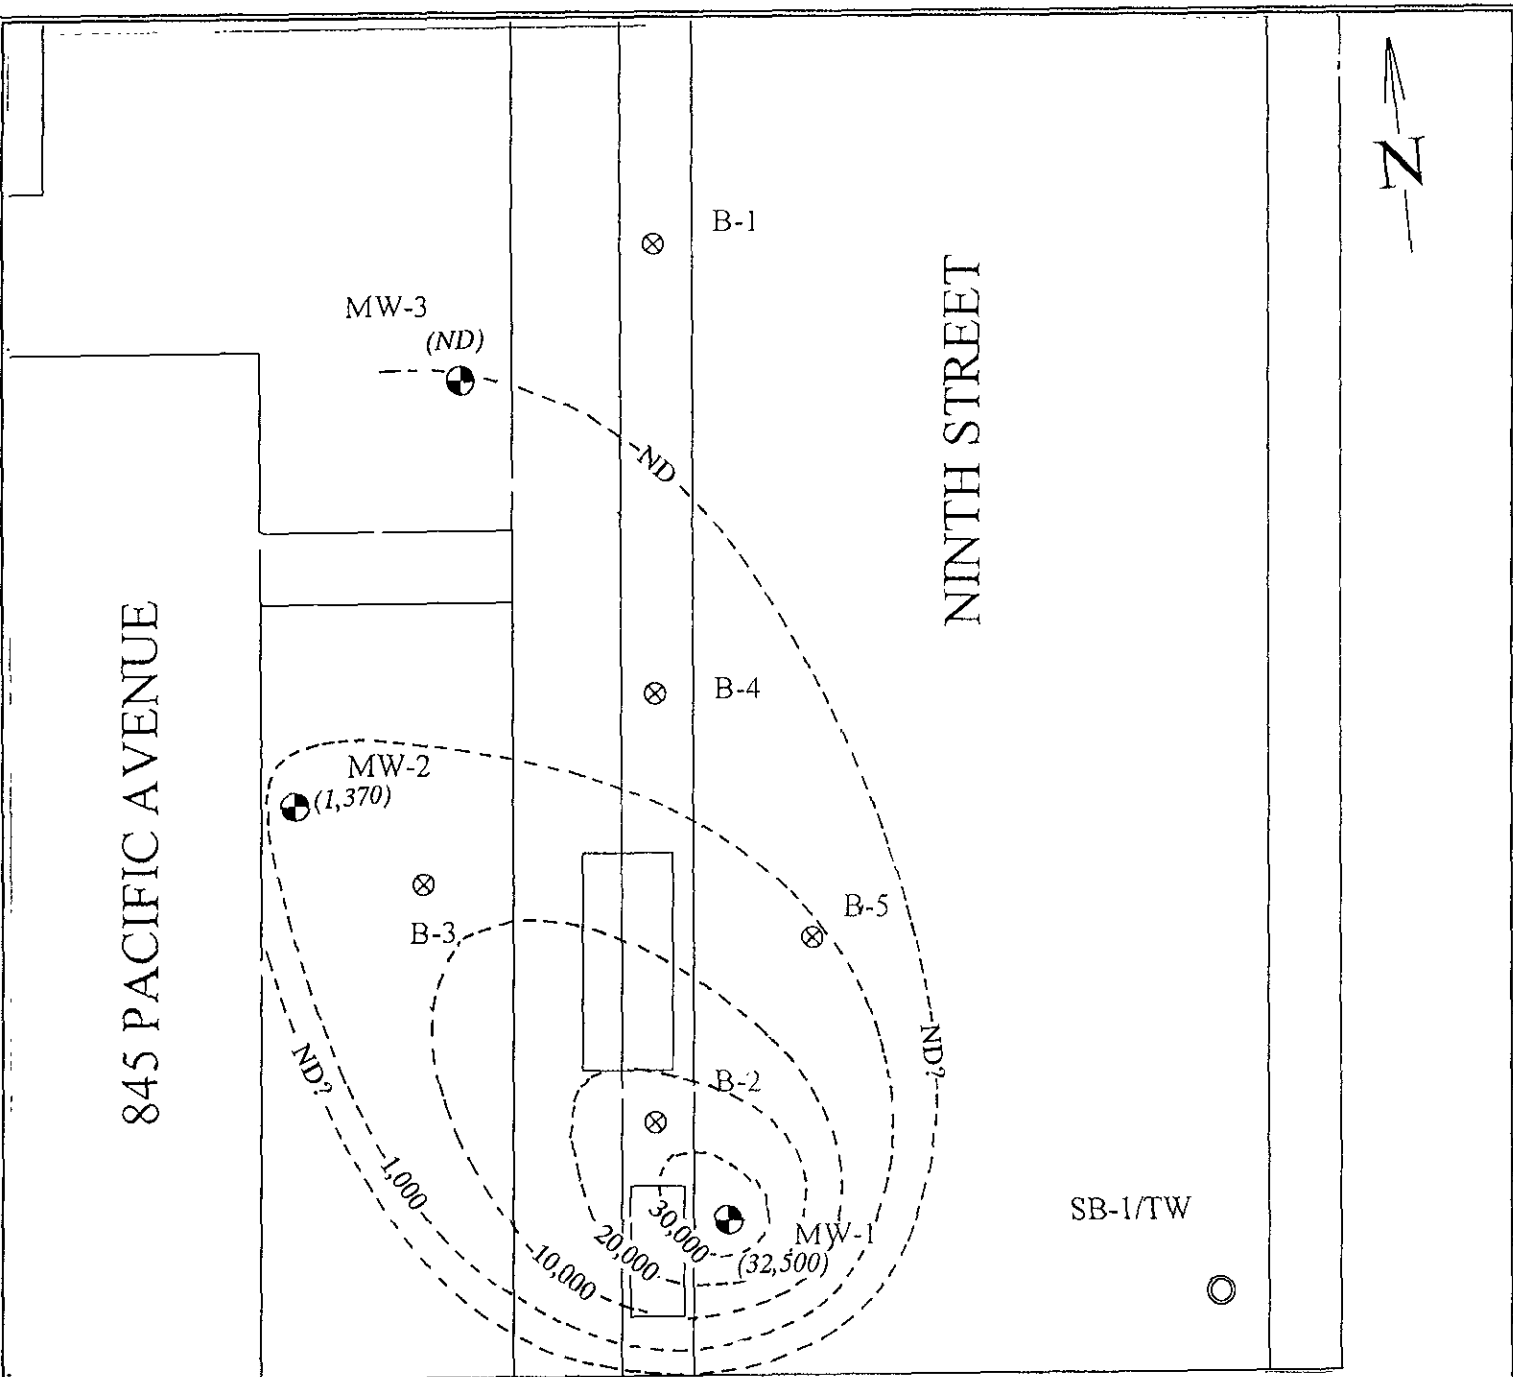 B-1
N
MW-3
(ND)
NINTH STREET
ND
845 PACIFIC AVENUE
B-4
MW-2
(1,370)
B-5
B-3
ND?
ND?
B-2
1,000
30,000
20,000
10,000
MW-1
(32,500)
SB-1/TW